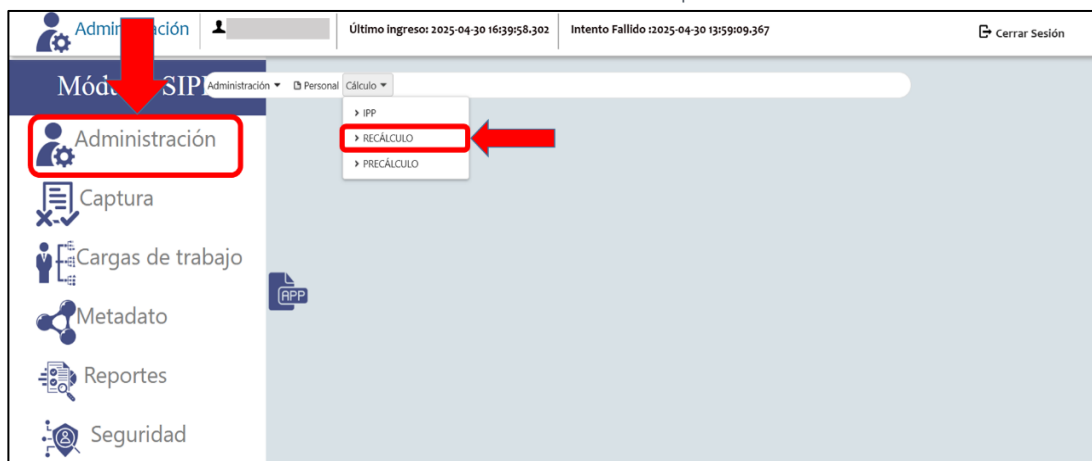 Administración
Último ingreso: 2025-04-30 16:39:58.302
Intento Fallido :2025-04-30 13:59:09.367
Cerrar Sesión
Administración
Personal
Cálculo
IPP
RECÁLCULO
PRECÁLCULO
Administración
Captura
Cargas de trabajo
APP
Metadato
Reportes
Seguridad